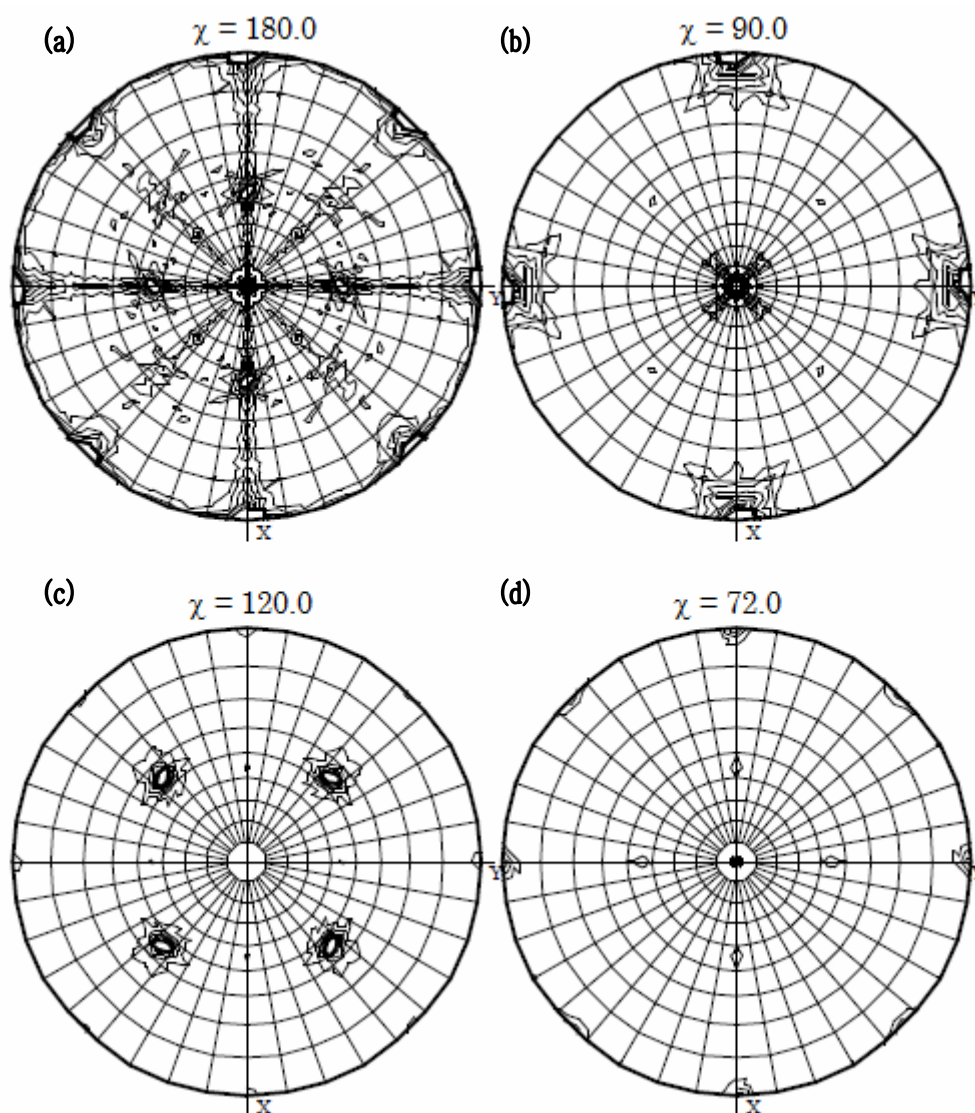 (a) χ = 180.0
(b) χ = 90.0
Y
X
X
(c) χ = 120.0
(d) χ = 72.0
Y
X
X